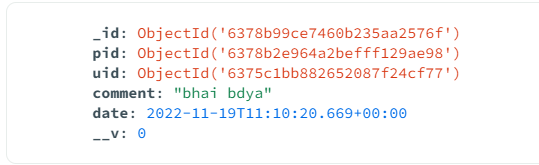 _id: ObjectId('6378b99ce7460b235aa2576f')
pid: ObjectId('6378b2e964a2befff129ae98')
uid: ObjectId('6375c1bb882652087f24cf77')
comment: "bhai bdya"
date: 2022-11-19T11:10:20.669+00:00
__v: 0